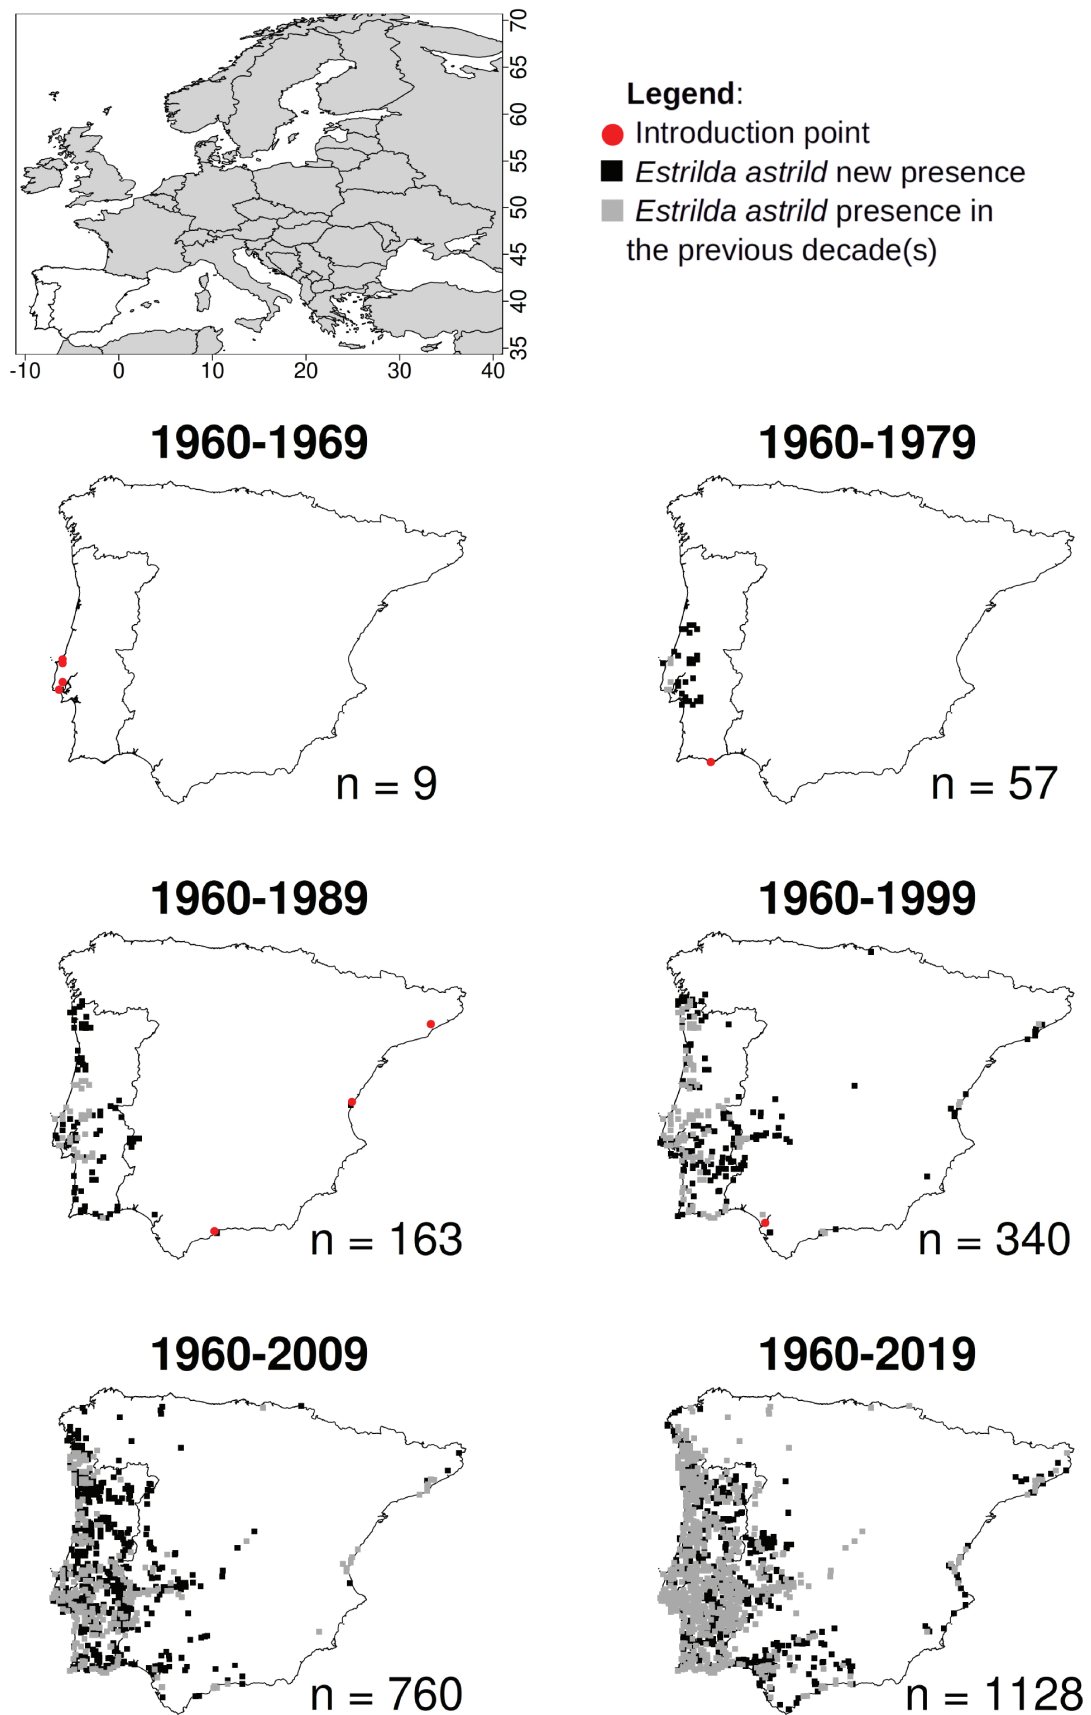 70
65
60
55
50
45
40
35
-10 0 10 20 30 40
Legend:
Introduction point
Estrilda astrild new presence
Estrilda astrild presence in
the previous decade(s)
1960-1969
n = 9
1960-1979
n = 57
1960-1989
n = 163
1960-1999
n = 340
1960-2009
n = 760
1960-2019
n = 1128